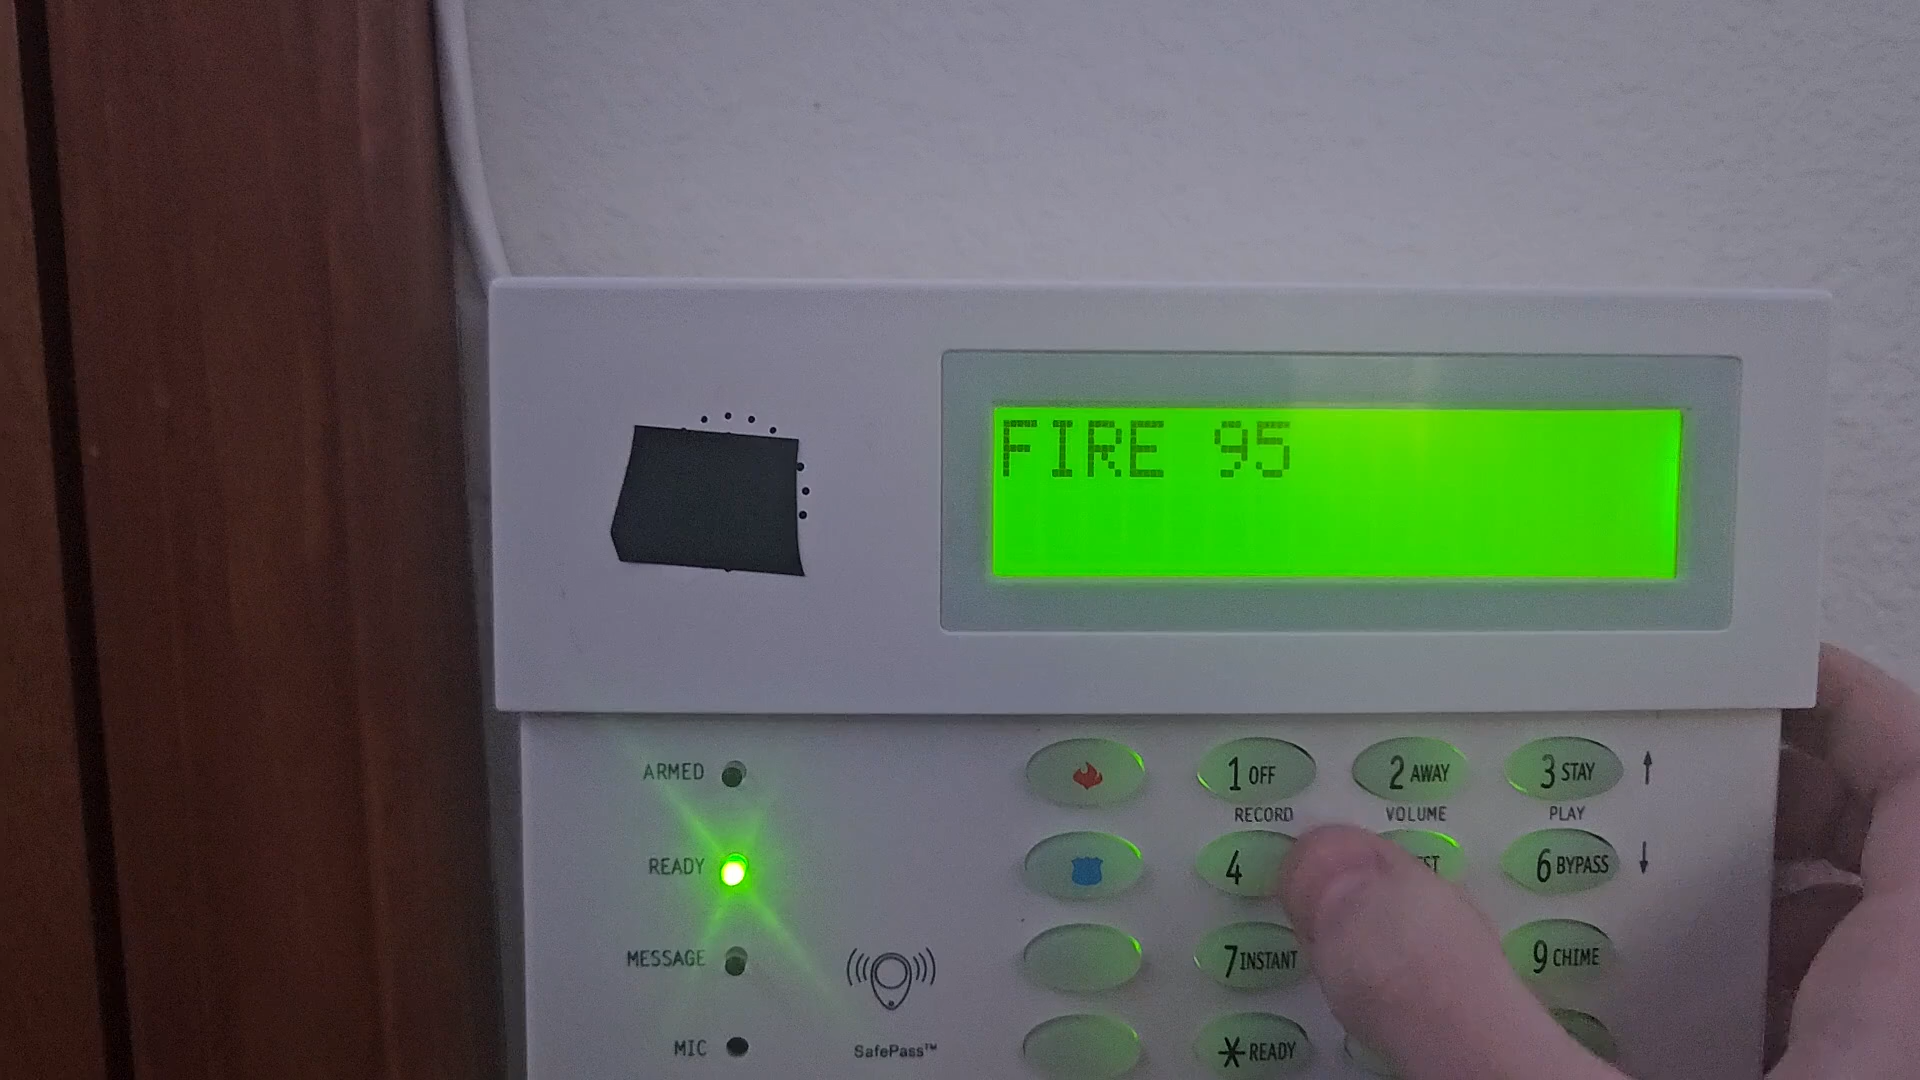 FIRE 95
ARMED
1 OFF
2 AWAY
3 STAY
↑
RECORD
VOLUME
PLAY
READY
4
ST
6 BYPASS
↓
MESSAGE
7 INSTANT
9 CHIME
MIC
SafePass™
* READY